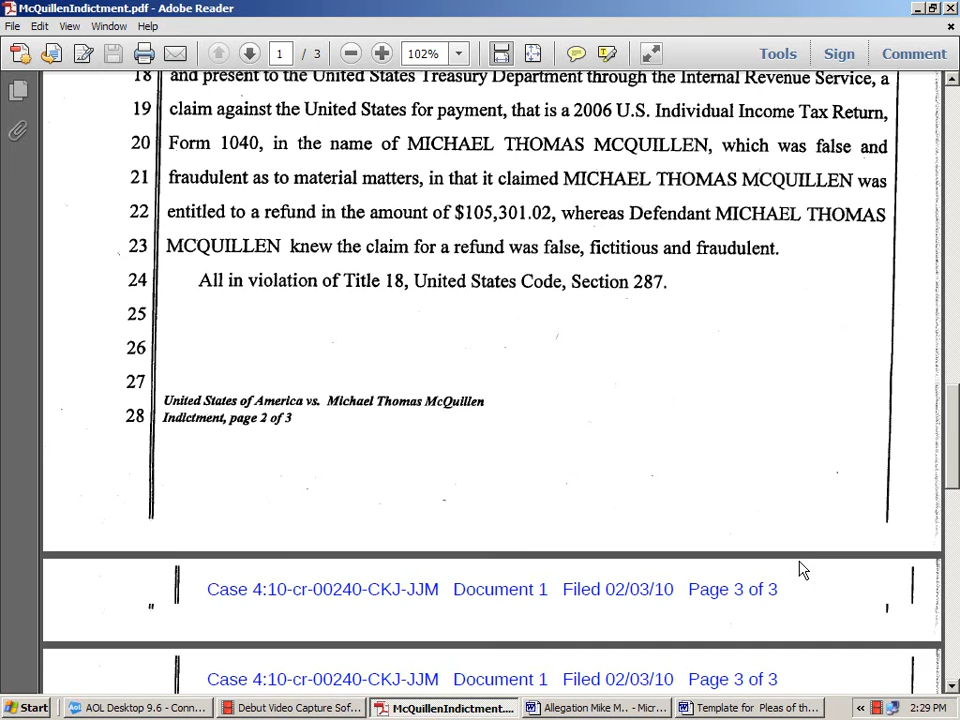 McQuillenIndictment.pdf - Adobe Reader
File Edit View Window Help
1 / 3 102% Tools Sign Comment
18 and present to the United States Treasury Department through the Internal Revenue Service, a
19 claim against the United States for payment, that is a 2006 U.S. Individual Income Tax Return,
20 Form 1040, in the name of MICHAEL THOMAS MCQUILLEN, which was false and
21 fraudulent as to material matters, in that it claimed MICHAEL THOMAS MCQUILLEN was
22 entitled to a refund in the amount of $105,301.02, whereas Defendant MICHAEL THOMAS
23 MCQUILLEN knew the claim for a refund was false, fictitious and fraudulent.
24 All in violation of Title 18, United States Code, Section 287.
25
26
27
United States of America vs. Michael Thomas McQuillen
28 Indictment, page 2 of 3
Case 4:10-cr-00240-CKJ-JJM Document 1 Filed 02/03/10 Page 3 of 3
Case 4:10-cr-00240-CKJ-JJM Document 1 Filed 02/03/10 Page 3 of 3
Start AOL Desktop 9.6 - Conn... Debut Video Capture Sof... McQuillenIndictment.... Allegation Mike M.. - Micr... Template for Pleas of th... 2:29 PM